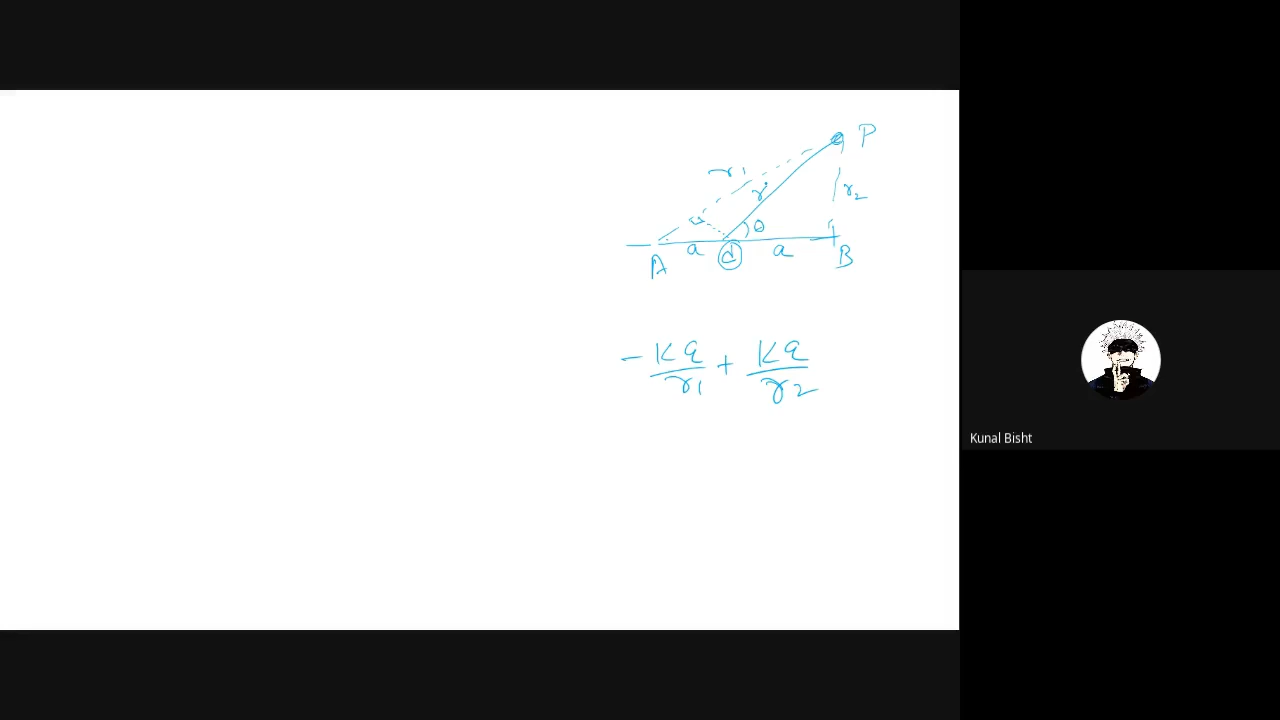 P
r₁
r
r₂
θ
A a d a B
- Kq/r₁ + Kq/r₂
Kunal Bisht